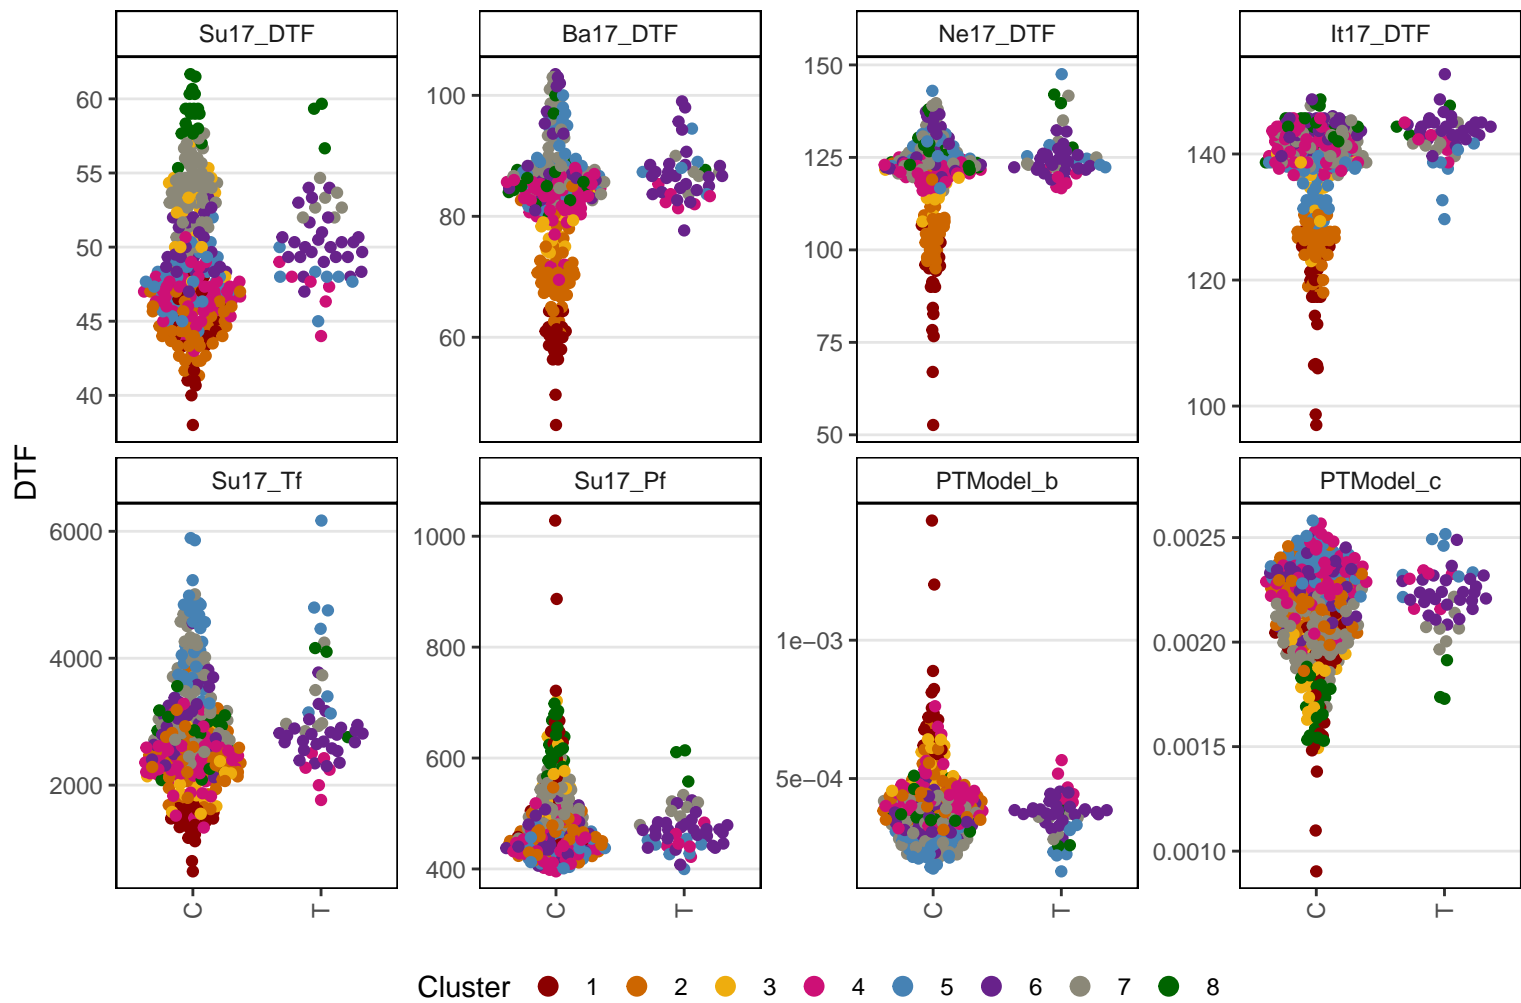 Su17_DTF
Ba17_DTF
Ne17_DTF
It17_DTF
60
55
50
45
40
100
80
60
150
125
100
75
50
140
120
100
DTF
Su17_Tf
Su17_Pf
PTModel_b
PTModel_c
6000
4000
2000
1000
800
600
400
1e−03
5e−04
0.0025
0.0020
0.0015
0.0010
C
T
C
T
C
T
C
T
Cluster 1 2 3 4 5 6 7 8